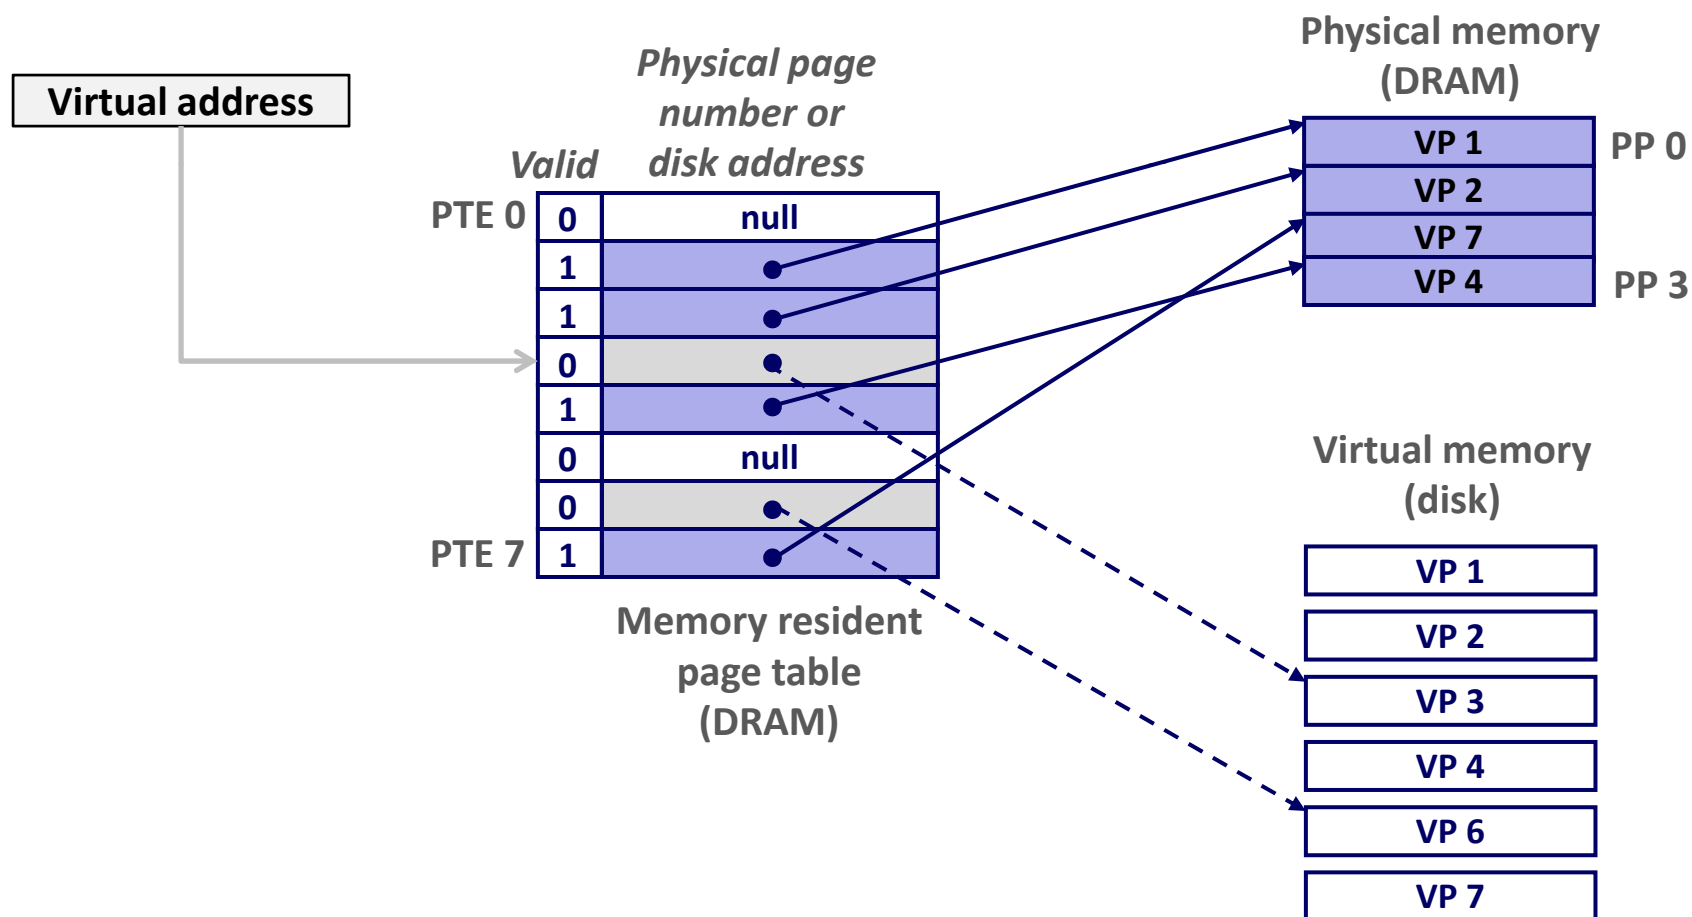 Virtual address
Physical page
number or
disk address
Valid
PTE 0
0
null
1
1
0
1
0
null
0
PTE 7
1
Memory resident
page table
(DRAM)
Physical memory
(DRAM)
VP 1
PP 0
VP 2
VP 7
VP 4
PP 3
Virtual memory
(disk)
VP 1
VP 2
VP 3
VP 4
VP 6
VP 7